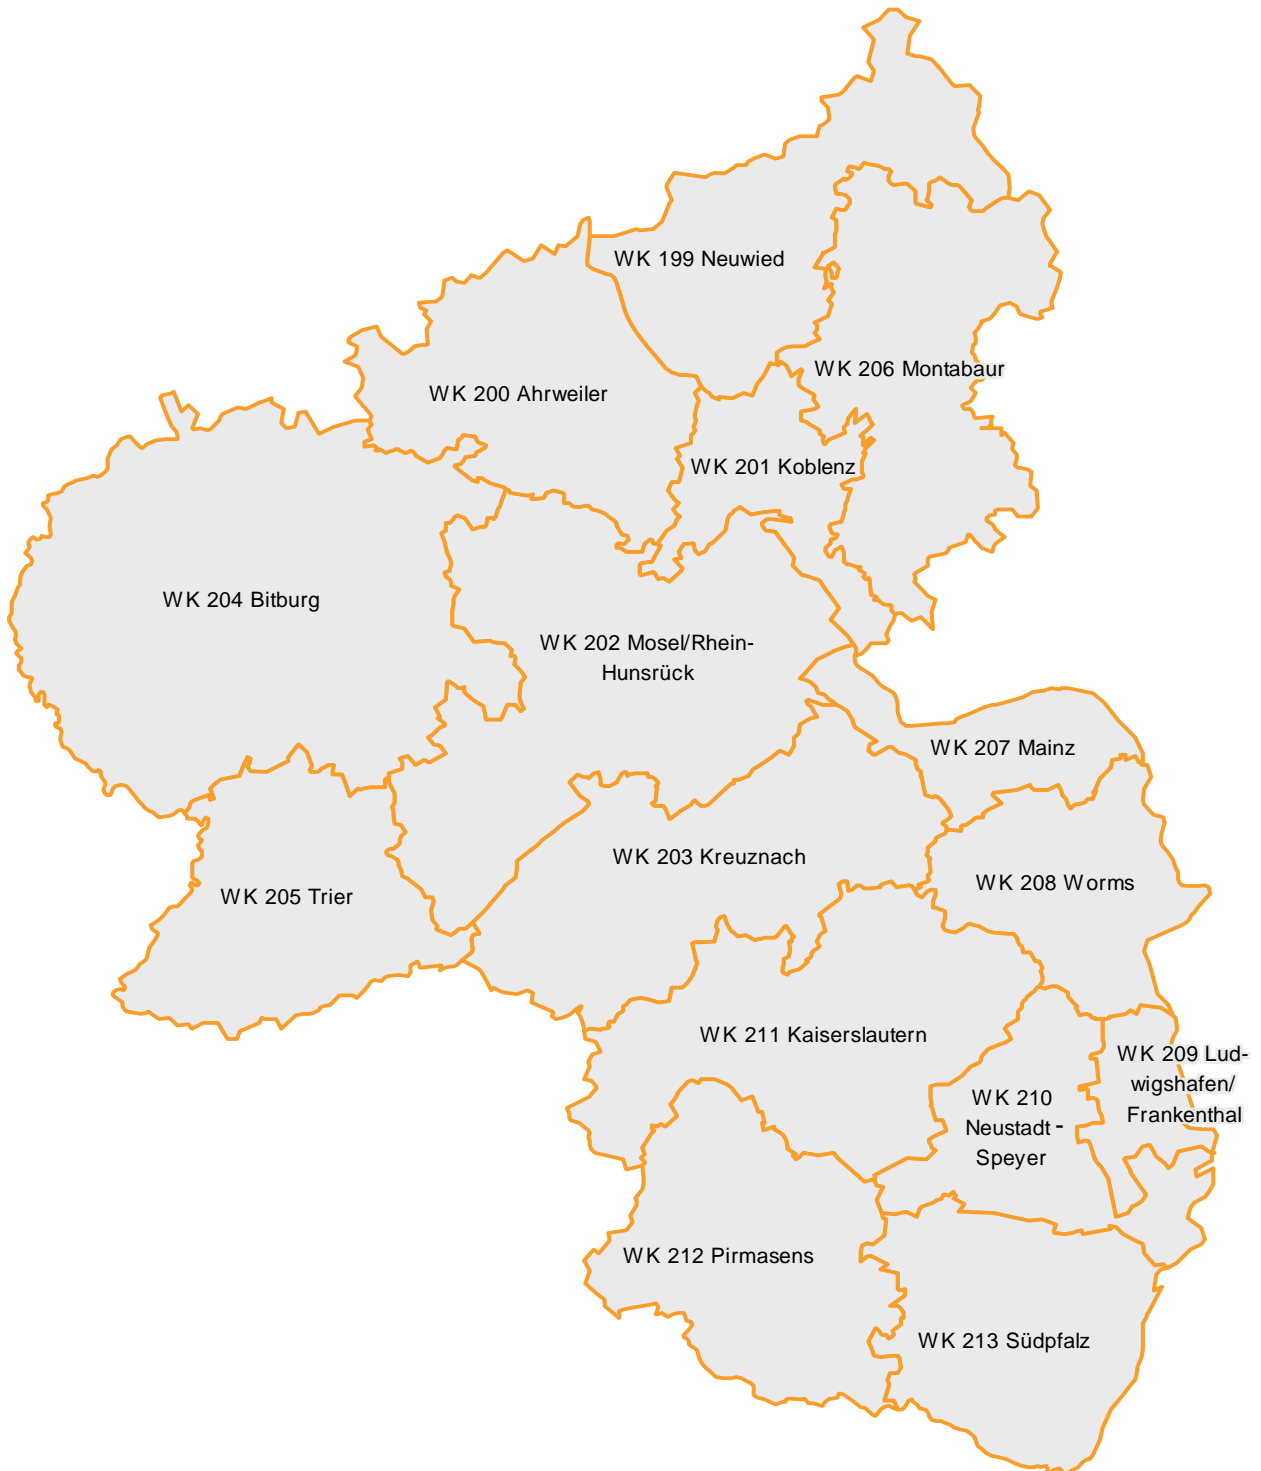 WK 199 Neuwied
WK 206 Montabaur
WK 200 Ahrweiler
WK 201 Koblenz
WK 204 Bitburg
WK 202 Mosel/Rhein-
Hunsrück
WK 207 Mainz
WK 203 Kreuznach
WK 208 Worms
WK 205 Trier
WK 211 Kaiserslautern
WK 209 Lud-
wigshafen/
Frankenthal
WK 210
Neustadt-
Speyer
WK 212 Pirmasens
WK 213 Südpfalz